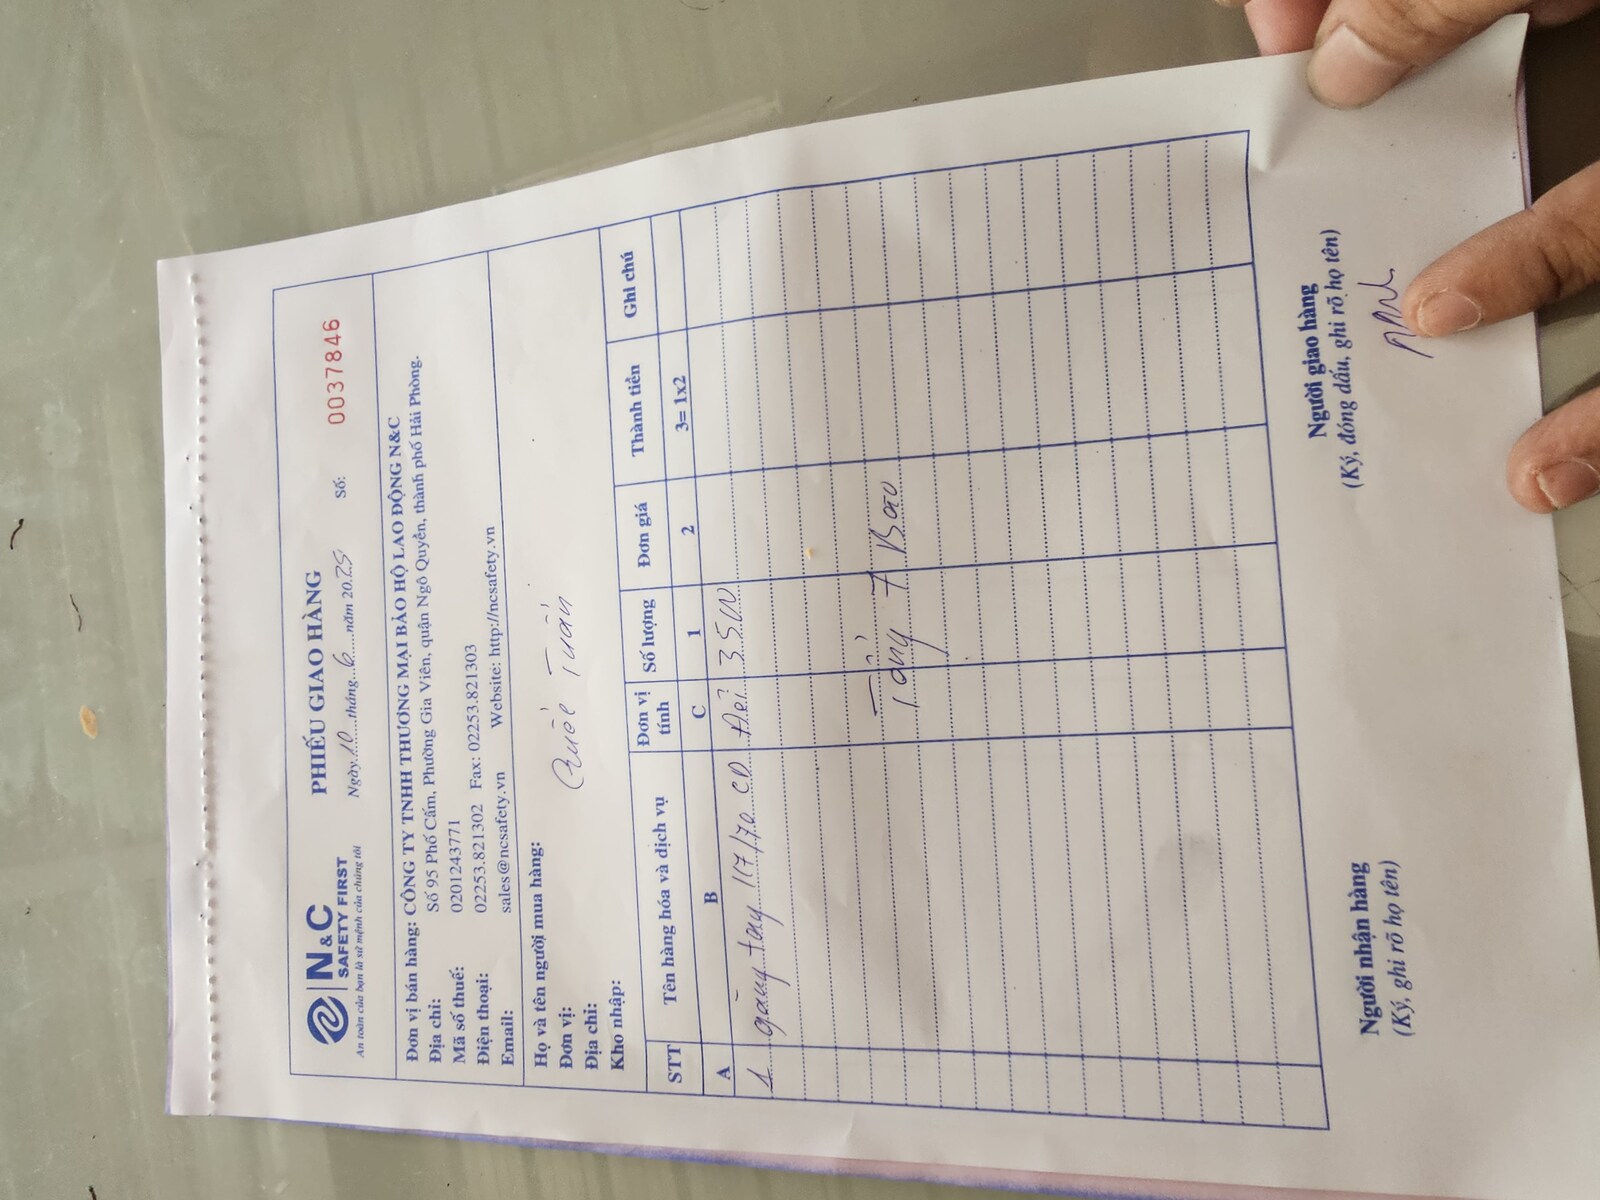 N&C
SAFETY FIRST
An toàn của bạn là sứ mệnh của chúng tôi
PHIẾU GIAO HÀNG
Ngày 10 tháng 6 năm 2025 Số: 0037846
Đơn vị bán hàng: CÔNG TY TNHH THƯƠNG MẠI BẢO HỘ LAO ĐỘNG N&C
Địa chỉ: Số 95 Phố Cấm, Phường Gia Viên, quận Ngô Quyền, thành phố Hải Phòng.
Mã số thuế: 0201243771
Điện thoại: 02253.821302 Fax: 02253.821303
Email: sales@ncsafety.vn Website: http://ncsafety.vn
Họ và tên người mua hàng:
Đơn vị: Quốc Tuấn
Địa chỉ:
Kho nhập:
STT Tên hàng hóa và dịch vụ Đơn vị tính Số lượng Đơn giá Thành tiền Ghi chú
A B C 1 2 3= 1x2
1 găng tay K7/70 CD Đôi 3500
Tổng 7 Bao
Người nhận hàng Người giao hàng
(Ký, ghi rõ họ tên) (Ký, đóng dấu, ghi rõ họ tên)